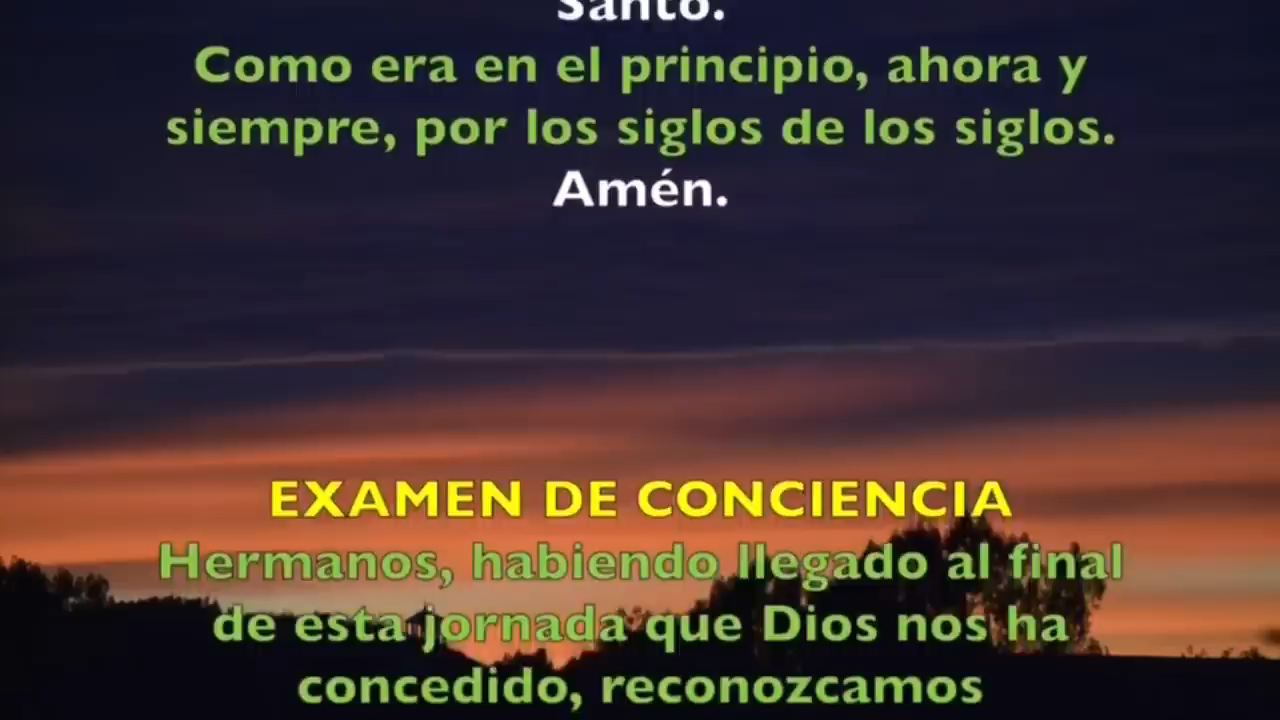 Santo.
Como era en el principio, ahora y
siempre, por los siglos de los siglos.
Amén.
EXAMEN DE CONCIENCIA
Hermanos, habiendo llegado al final
de esta jornada que Dios nos ha
concedido, reconozcamos